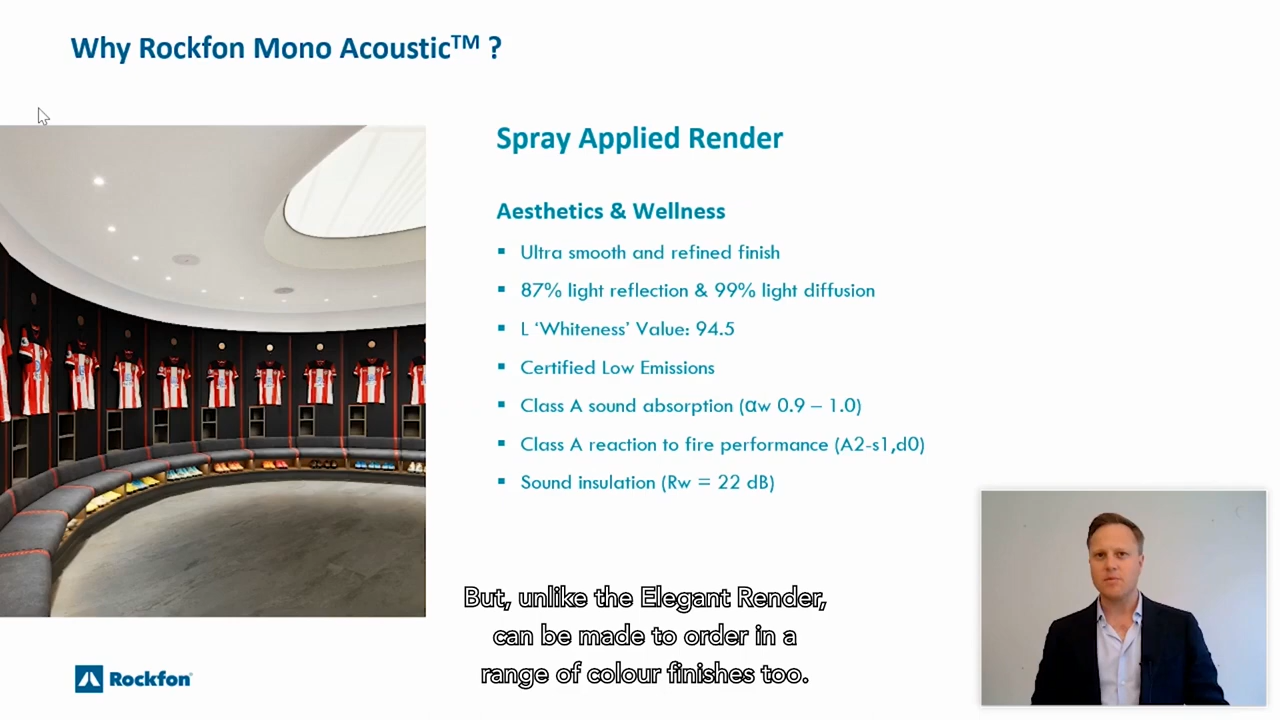 Why Rockfon Mono Acoustic™ ?
Spray Applied Render
Aesthetics & Wellness
▪ Ultra smooth and refined finish
▪ 87% light reflection & 99% light diffusion
▪ L ‘Whiteness’ Value: 94.5
▪ Certified Low Emissions
▪ Class A sound absorption (αw 0.9 – 1.0)
▪ Class A reaction to fire performance (A2-s1,d0)
▪ Sound insulation (Rw = 22 dB)
But, unlike the Elegant Render,
can be made to order in a
range of colour finishes too.
Rockfon®